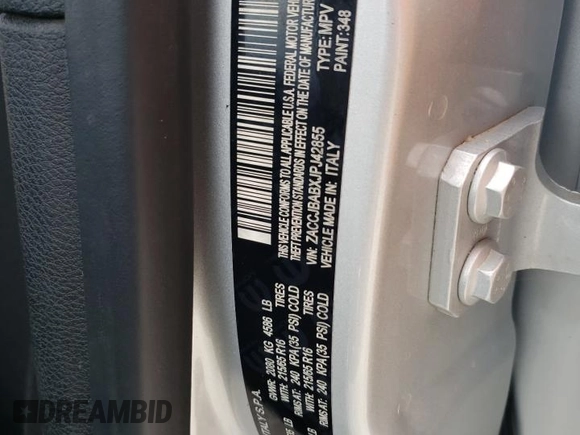 ITALY S.P.A.
GVWR: 2080 KG 4586 LB
WITH: 215/65 R16 TIRES
RIMS AT: 240 KPA (35 PSI) COLD
LB WITH: 215/65 R16 TIRES
LB RIMS AT: 240 KPA (35 PSI) COLD
THIS VEHICLE CONFORMS TO ALL APPLICABLE U.S.A. FEDERAL MOTOR
THEFT PREVENTION STANDARDS IN EFFECT ON THE DATE OF MANUFACTURE
VIN: ZACCJBABXJPJ42855 TYPE: MPV
VEHICLE MADE IN: ITALY PAINT: 348
DREAMBID